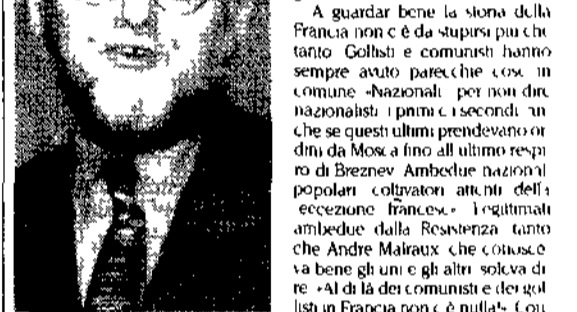 A guardar bene la storia della
Francia non c è da stupirsi più che
tanto Gollisti e comunisti hanno
sempre avuto parecchie cose in
comune «Nazionali per non dire
nazionalisti i primi e i secondi an
che se questi ultimi prendevano or
dini da Mosca fino all ultimo respi
ro di Breznev Ambedue nazional
popolari coltivatori attenti della
eccezione francese» Legittimati
ambedue dalla Resistenza tanto
che Andre Malraux che conosce
va bene gli uni e gli altri soleva di
re «Al di là dei comunisti e dei gol
listi in Francia non c è nulla!»